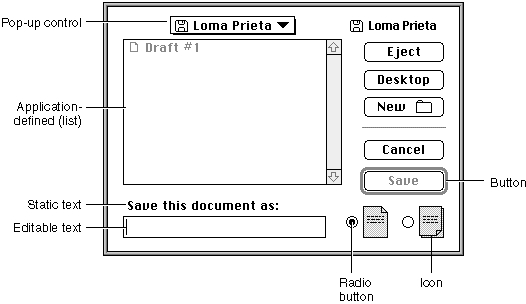 Pop-up control
Loma Prieta
Loma Prieta
Draft #1
Eject
Desktop
New
Application-
defined (list)
Cancel
Save
Button
Static text
Save this document as:
Editable text
Radio
button
Icon